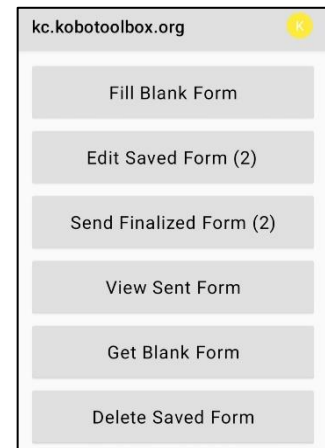 kc.kobotoolbox.org
K
Fill Blank Form
Edit Saved Form (2)
Send Finalized Form (2)
View Sent Form
Get Blank Form
Delete Saved Form